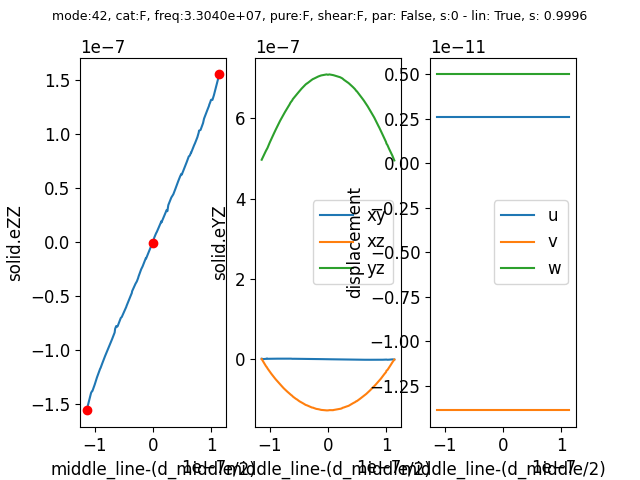 mode:42, cat:F, freq:3.3040e+07, pure:F, shear:F, par: False, s:0 - lin: True, s: 0.9996
1e−7
1e−7
1e−11
solid.eZZ
1.5
1.0
0.5
0.0
−0.5
−1.0
−1.5
−1
0
1
1e−7
middle_line-(d_middle/2)
solid.eYZ
6
4
2
0
xy
xz
yz
−1
0
1
1e−7
middle_line-(d_middle/2)
displacement
0.50
0.25
0.00
−0.25
−0.50
−0.75
−1.00
−1.25
u
v
w
−1
0
1
1e−7
middle_line-(d_middle/2)